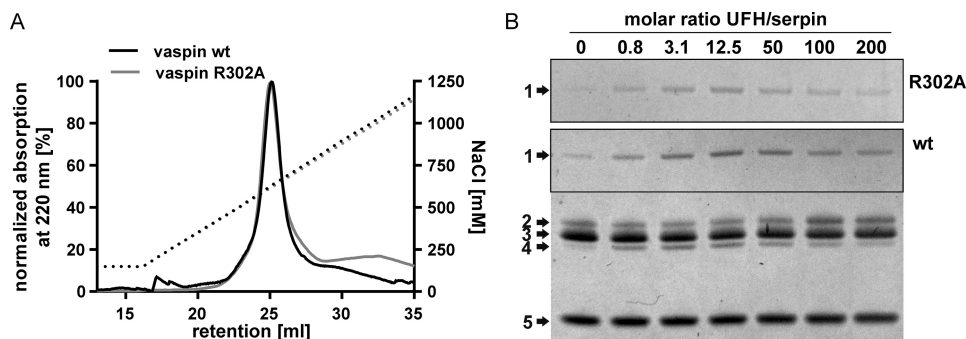 A
vaspin wt
vaspin R302A
normalized absorption
at 220 nm [%]
100
80
60
40
20
0
1250
1000
750
500
250
0
NaCl [mM]
15 20 25 30 35
retention [ml]
B
molar ratio UFH/serpin
0 0.8 3.1 12.5 50 100 200
1
R302A
1
wt
2
3
4
5